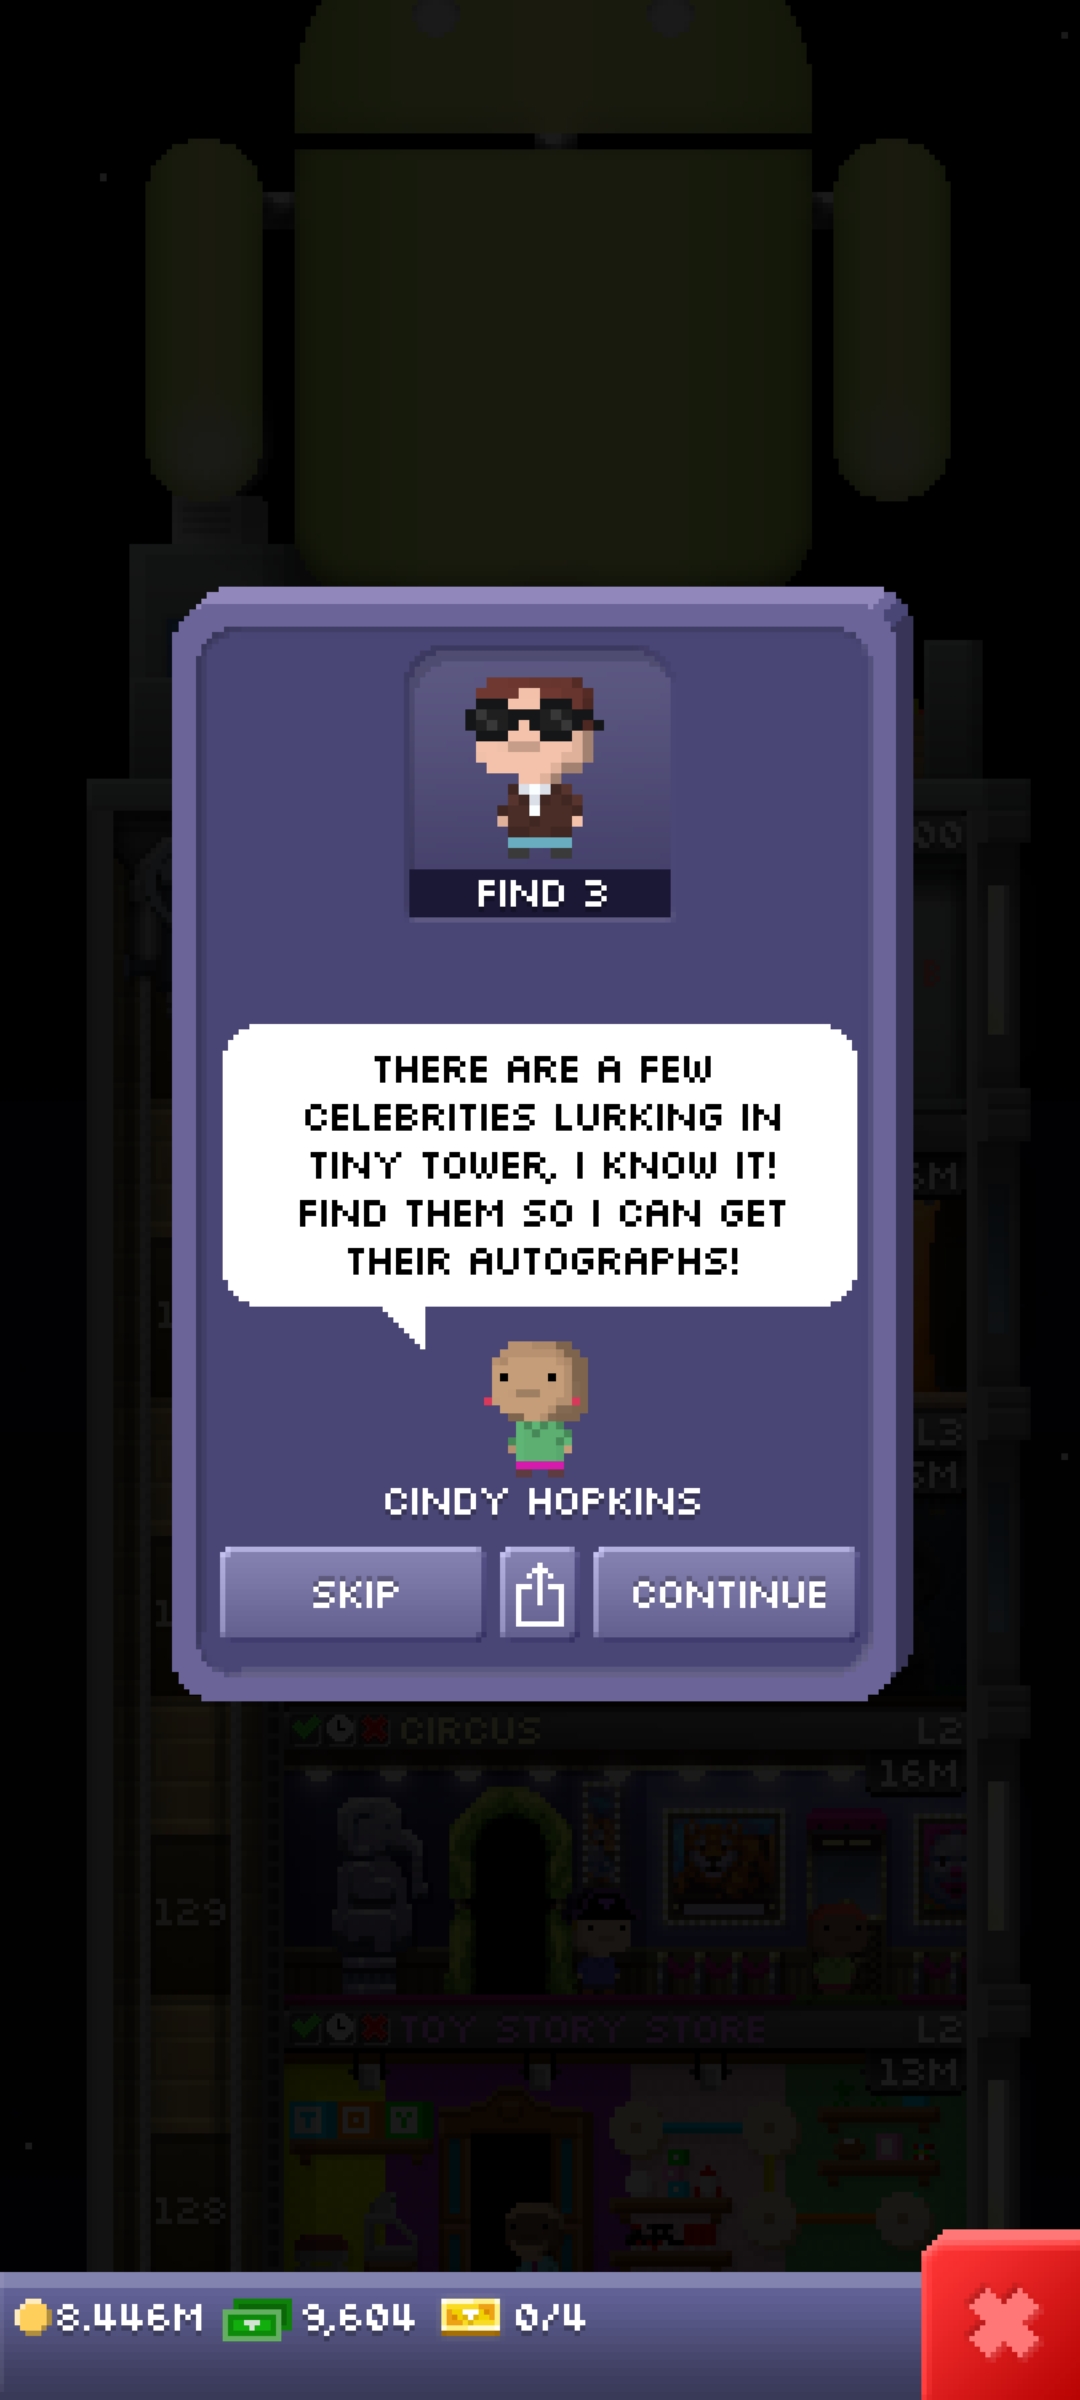 FIND 3
THERE ARE A FEW
CELEBRITIES LURKING IN
TINY TOWER, I KNOW IT!
FIND THEM SO I CAN GET
THEIR AUTOGRAPHS!
CINDY HOPKINS
SKIP
CONTINUE
L3
CIRCUS L2
16M
129
TOY STORY STORE L2
13M
TOY
128
8.446M 9,604 0/4